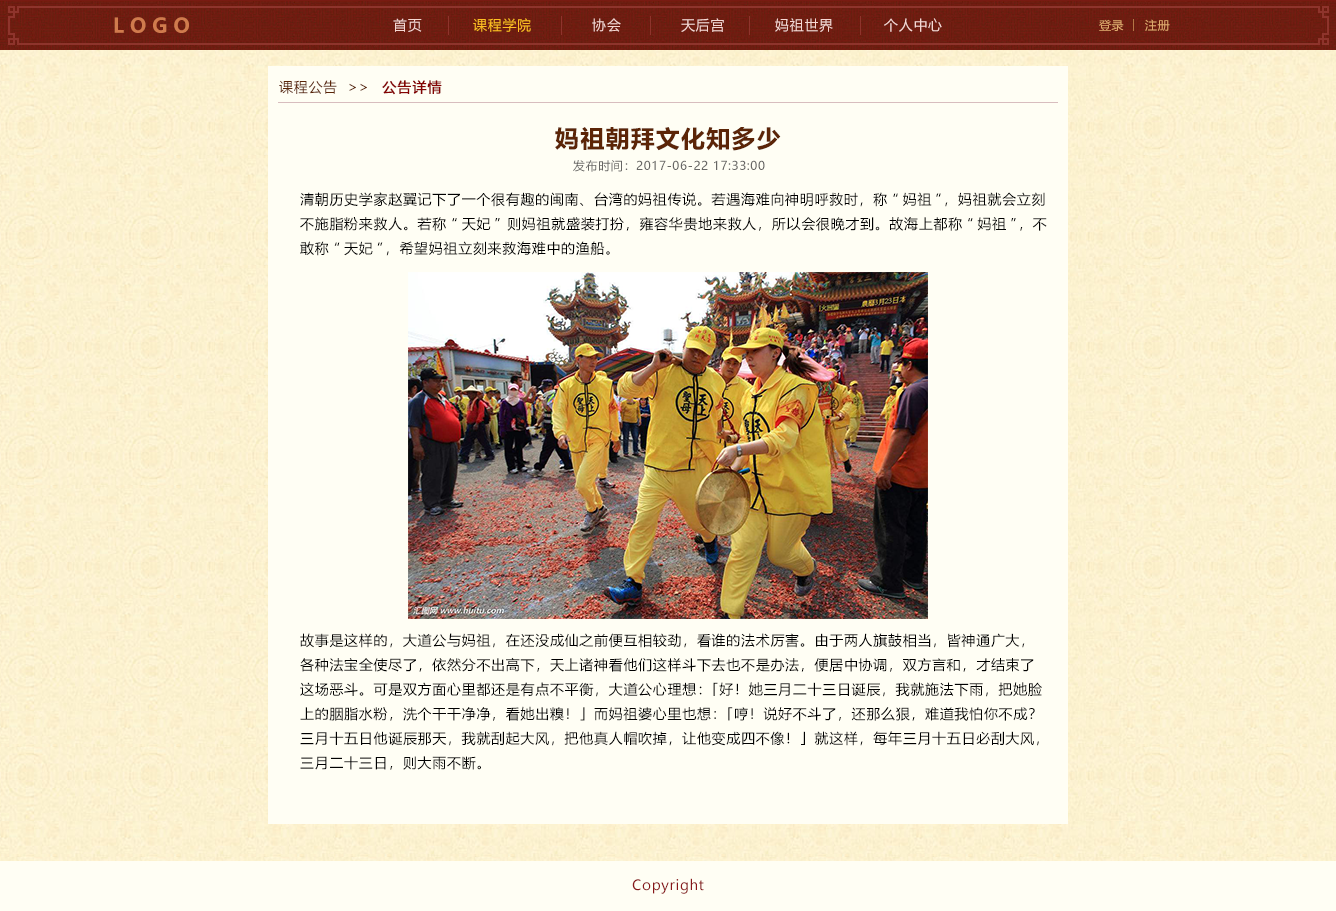 LOGO 首页 课程学院 协会 天后宫 妈祖世界 个人中心 登录 注册
课程公告 >> 公告详情
妈祖朝拜文化知多少
发布时间：2017-06-22 17:33:00
清朝历史学家赵翼记下了一个很有趣的闽南、台湾的妈祖传说。若遇海难向神明呼救时，称“妈祖”，妈祖就会立刻
不施脂粉来救人。若称“天妃”则妈祖就盛装打扮，雍容华贵地来救人，所以会很晚才到。故海上都称“妈祖”，不
敢称“天妃”，希望妈祖立刻来救海难中的渔船。
農曆3月23日本
天上聖母
天上聖母
天上
汇图网 www.huitu.com
故事是这样的，大道公与妈祖，在还没成仙之前便互相较劲，看谁的法术厉害。由于两人旗鼓相当，皆神通广大，
各种法宝全使尽了，依然分不出高下，天上诸神看他们这样斗下去也不是办法，便居中协调，双方言和，才结束了
这场恶斗。可是双方面心里都还是有点不平衡，大道公心理想：「好！她三月二十三日诞辰，我就施法下雨，把她脸
上的胭脂水粉，洗个干干净净，看她出糗！」而妈祖婆心里也想：「哼！说好不斗了，还那么狠，难道我怕你不成？
三月十五日他诞辰那天，我就刮起大风，把他真人帽吹掉，让他变成四不像！」就这样，每年三月十五日必刮大风，
三月二十三日，则大雨不断。
Copyright